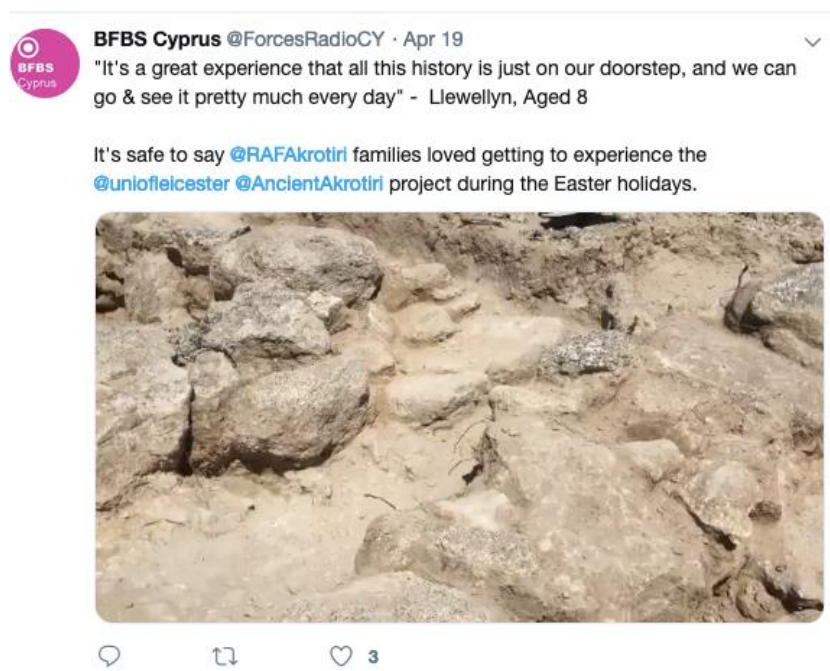 BFBS Cyprus @ForcesRadioCY · Apr 19
BFBS
Cyprus
"It's a great experience that all this history is just on our doorstep, and we can
go & see it pretty much every day" - Llewellyn, Aged 8
It's safe to say @RAFAkrotiri families loved getting to experience the
@uniofleicester @AncientAkrotiri project during the Easter holidays.
3